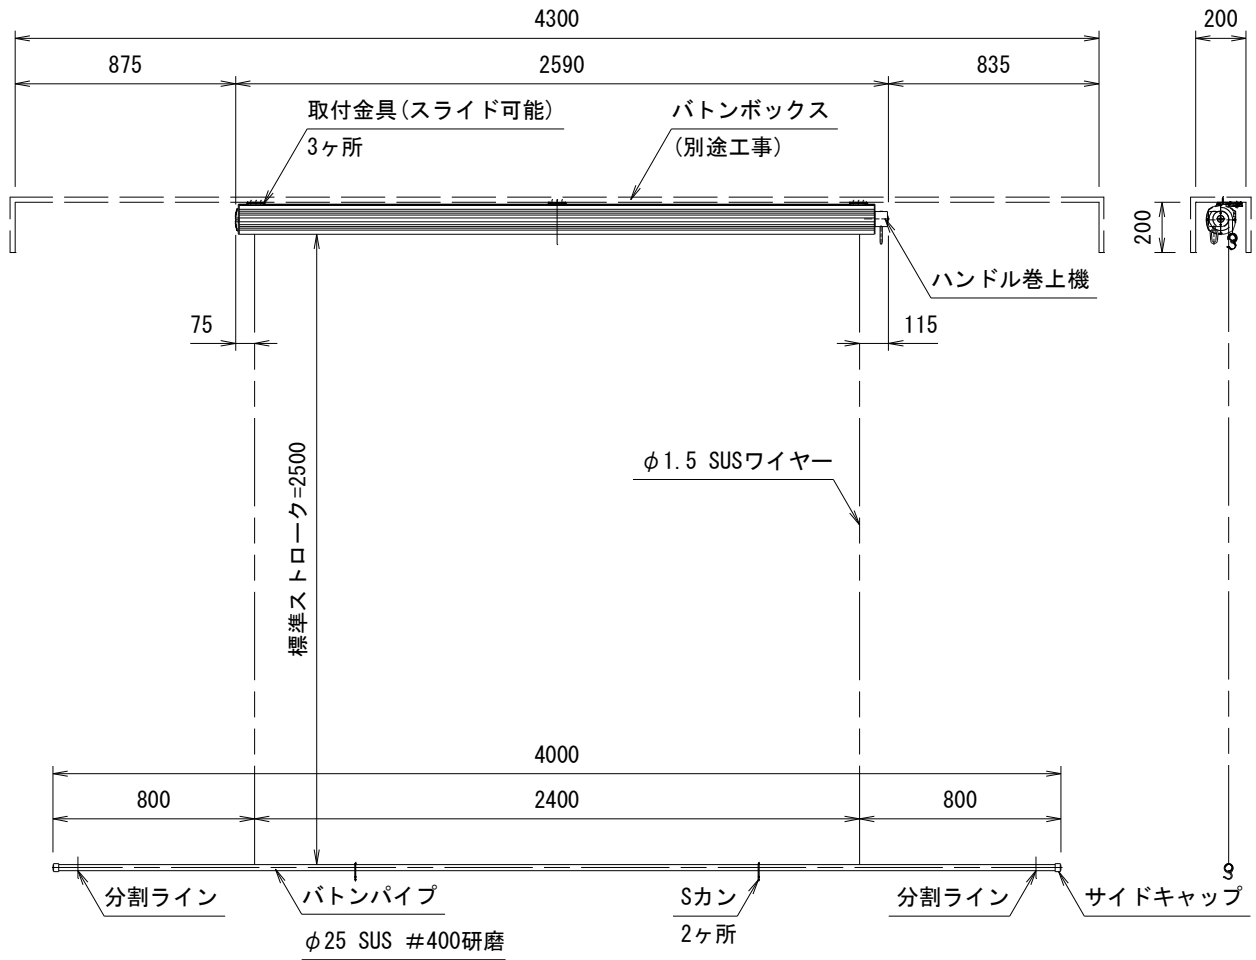 4300
200
875
2590
835
取付金具(スライド可能)
3ヶ所
バトンボックス
(別途工事)
200
ハンドル巻上機
75
115
標準ストローク=2500
φ1.5 SUSワイヤー
4000
800
2400
800
分割ライン
バトンパイプ
φ25 SUS #400研磨
Sカン
2ヶ所
分割ライン
サイドキャップ